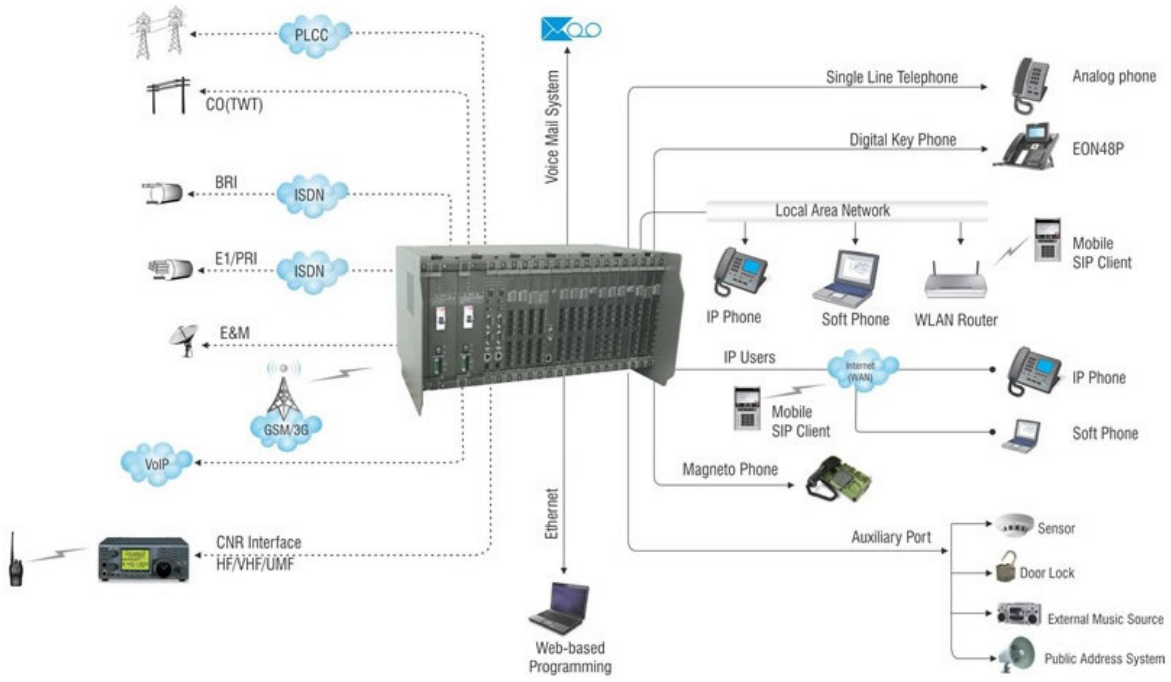 PLCC
CO(TWT)
BRI
ISDN
E1/PRI
ISDN
E&M
GSM/3G
VoIP
CNR Interface
HF/VHF/UMF
Voice Mail System
Ethernet
Web-based
Programming
Single Line Telephone
Analog phone
Digital Key Phone
EON48P
Local Area Network
IP Phone
Soft Phone
WLAN Router
Mobile
SIP Client
IP Users
Internet
(WAN)
Mobile
SIP Client
IP Phone
Soft Phone
Magneto Phone
Auxiliary Port
Sensor
Door Lock
External Music Source
Public Address System